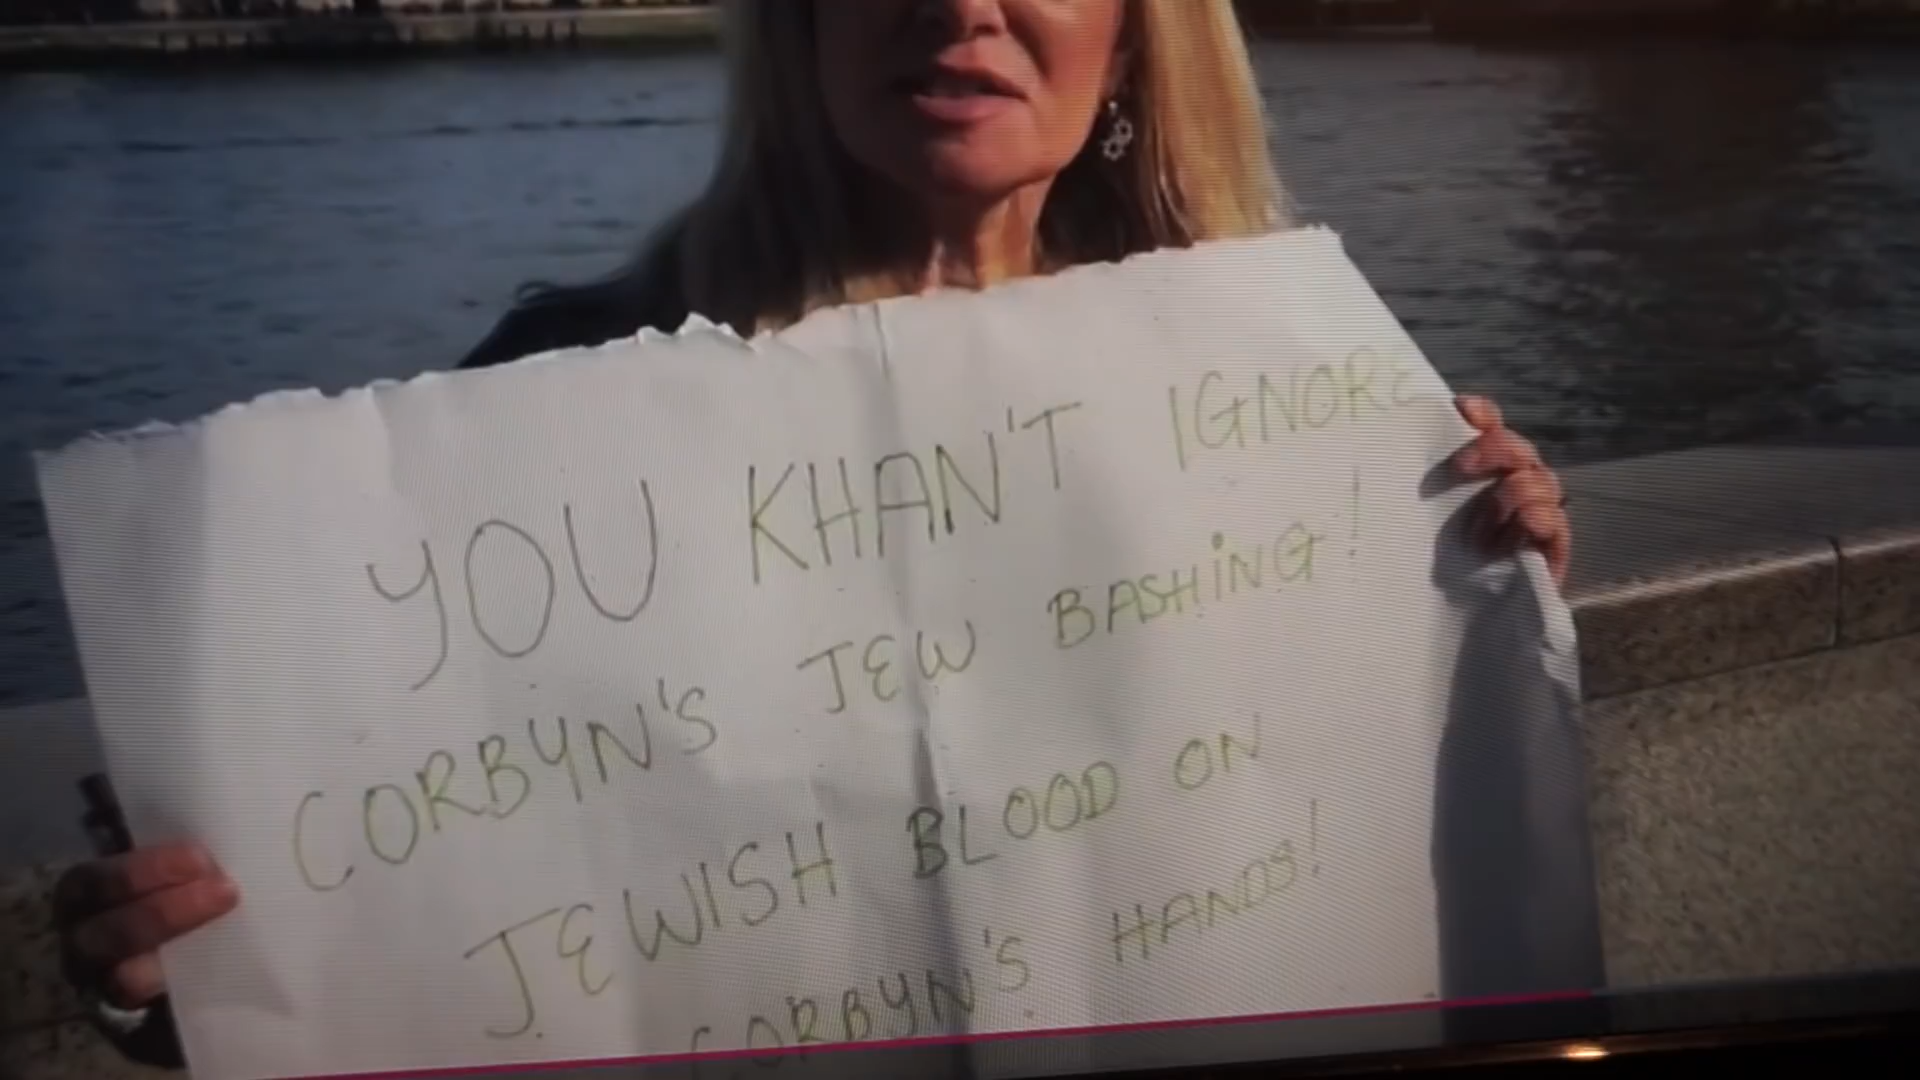 YOU KHAN'T IGNORE
CORBYN'S JEW BASHING!
JEWISH BLOOD ON
CORBYN'S HANDS!